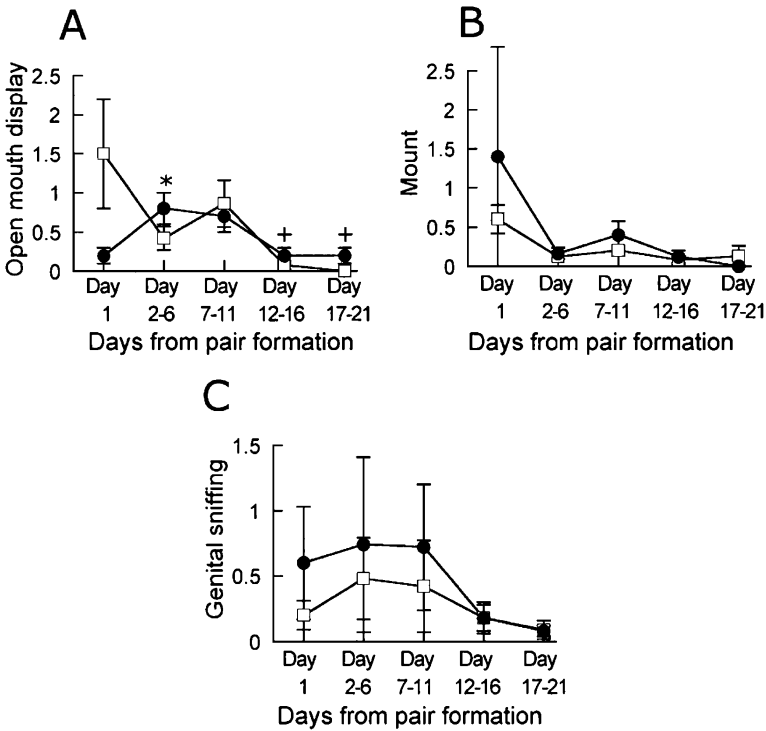 A
Open mouth display
2.5
2
1.5
1
0.5
0
*
+ +
Day Day Day Day Day
1 2-6 7-11 12-16 17-21
Days from pair formation
B
Mount
2.5
2
1.5
1
0.5
0
Day Day Day Day Day
1 2-6 7-11 12-16 17-21
Days from pair formation
C
Genital sniffing
1.5
1
0.5
0
Day Day Day Day Day
1 2-6 7-11 12-16 17-21
Days from pair formation